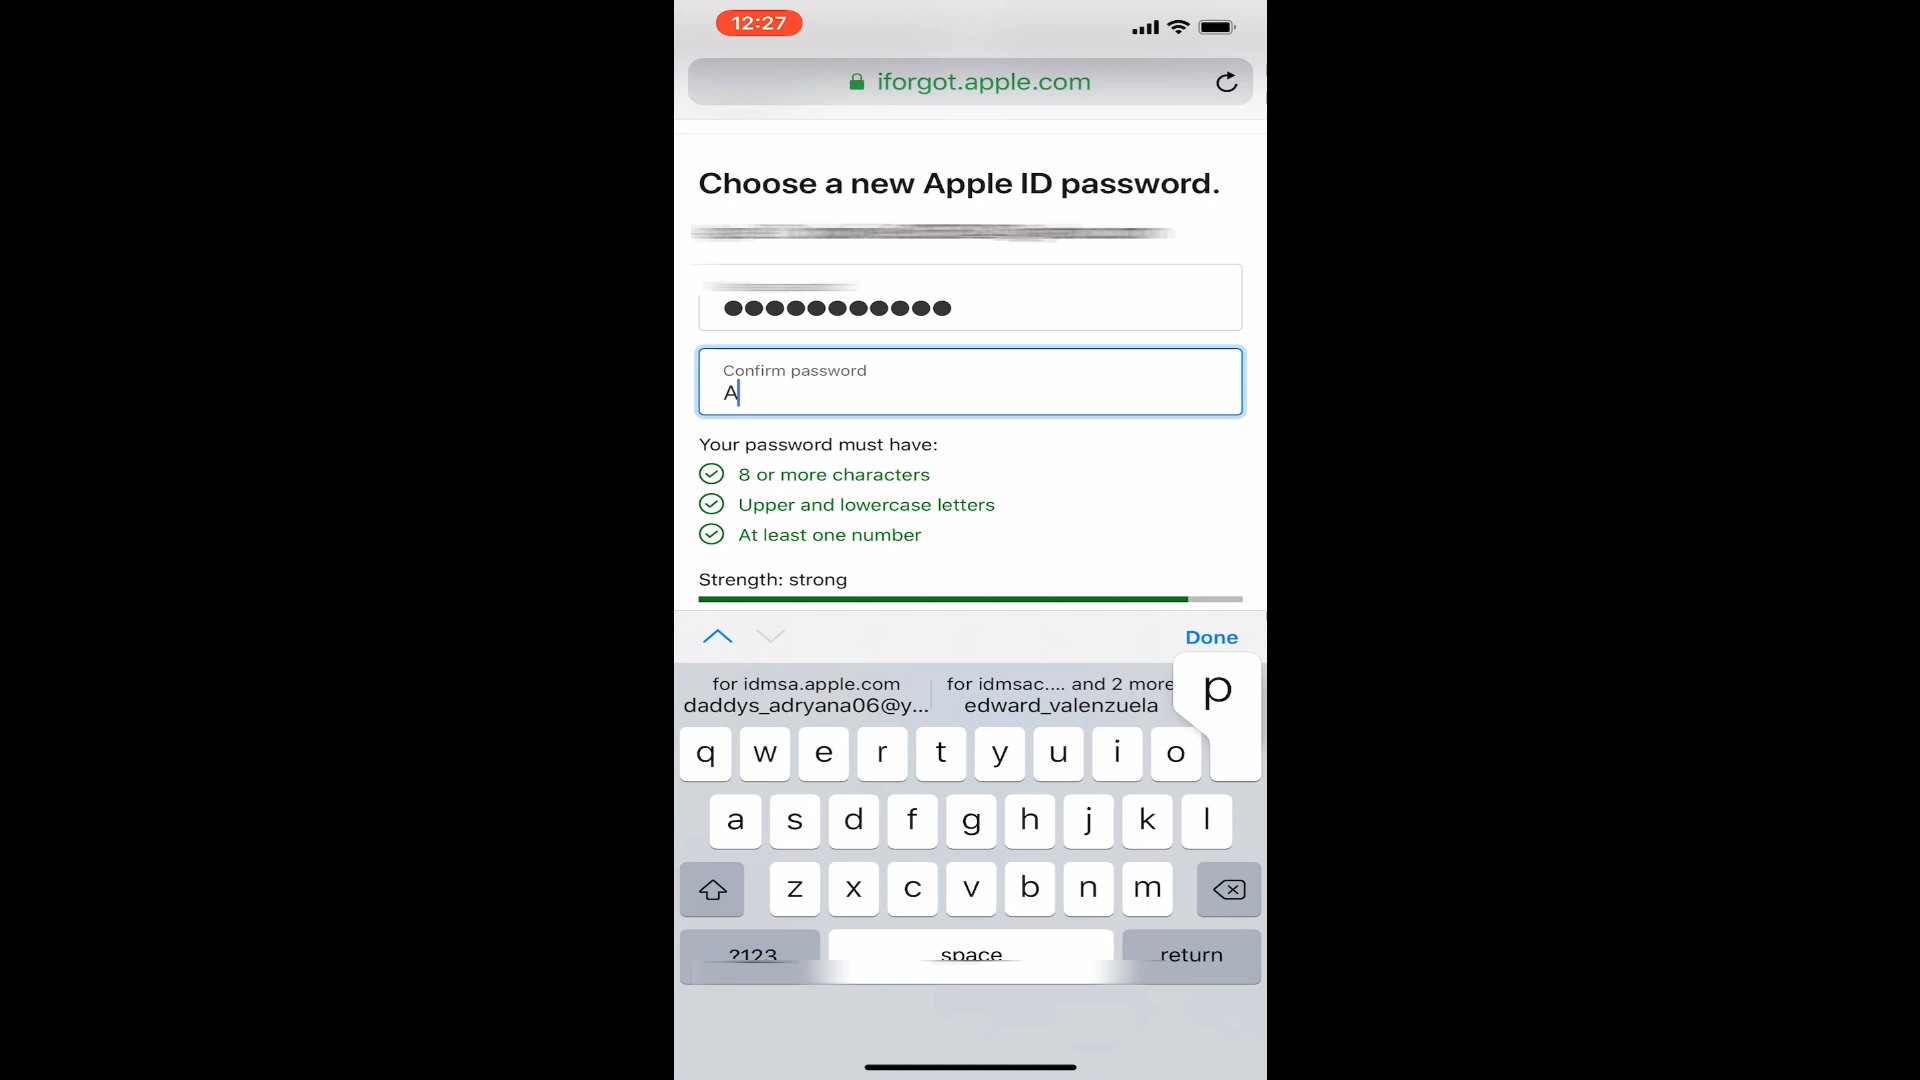 12:27
iforgot.apple.com
Choose a new Apple ID password.
●●●●●●●●●●●
Confirm password
A
Your password must have:
8 or more characters
Upper and lowercase letters
At least one number
Strength: strong
Done
for idmsa.apple.com
daddys_adryana06@y...
for idmsac.... and 2 more
edward_valenzuela
p
q w e r t y u i o
a s d f g h j k l
z x c v b n m
?123 space return